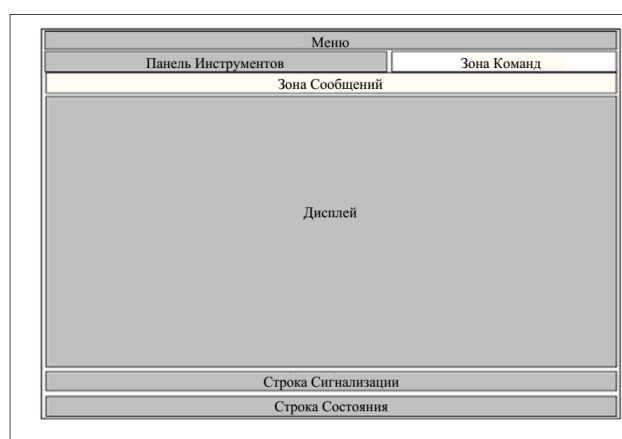 Меню
Панель Инструментов
Зона Команд
Зона Сообщений
Дисплей
Строка Сигнализации
Строка Состояния